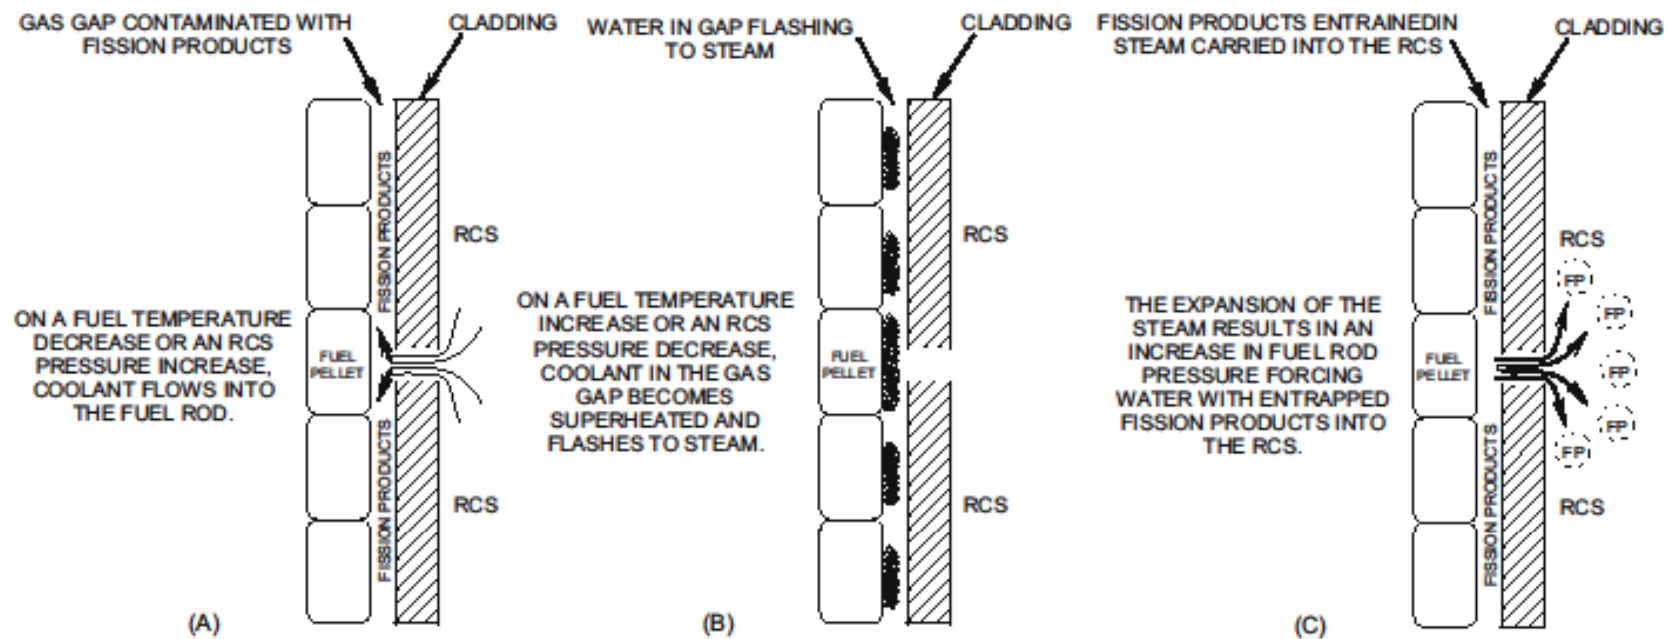 GAS GAP CONTAMINATED WITH
FISSION PRODUCTS
CLADDING
FISSION PRODUCTS
FISSION PRODUCTS
RCS
ON A FUEL TEMPERATURE
DECREASE OR AN RCS
PRESSURE INCREASE,
COOLANT FLOWS INTO
THE FUEL ROD.
FUEL
PELLET
RCS
(A)
WATER IN GAP FLASHING
TO STEAM
CLADDING
RCS
ON A FUEL TEMPERATURE
INCREASE OR AN RCS
PRESSURE DECREASE,
COOLANT IN THE GAS
GAP BECOMES
SUPERHEATED AND
FLASHES TO STEAM.
FUEL
PELLET
RCS
(B)
FISSION PRODUCTS ENTRAINEDIN
STEAM CARRIED INTO THE RCS
CLADDING
FISSION PRODUCTS
FISSION PRODUCTS
RCS
THE EXPANSION OF THE
STEAM RESULTS IN AN
INCREASE IN FUEL ROD
PRESSURE FORCING
WATER WITH ENTRAPPED
FISSION PRODUCTS INTO
THE RCS.
FUEL
PELLET
FP
FP
FP
FP
FP
RCS
(C)